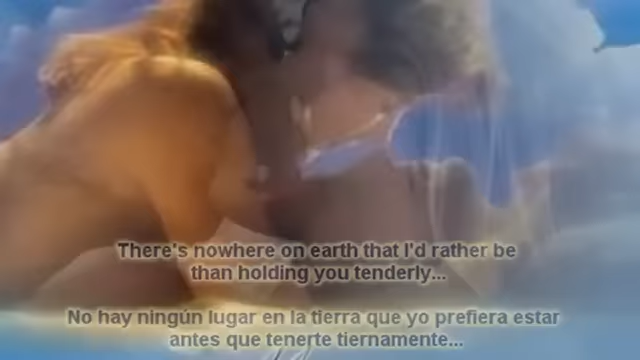 There's nowhere on earth that I'd rather be
than holding you tenderly...
No hay ningún lugar en la tierra que yo prefiera estar
antes que tenerte tiernamente...